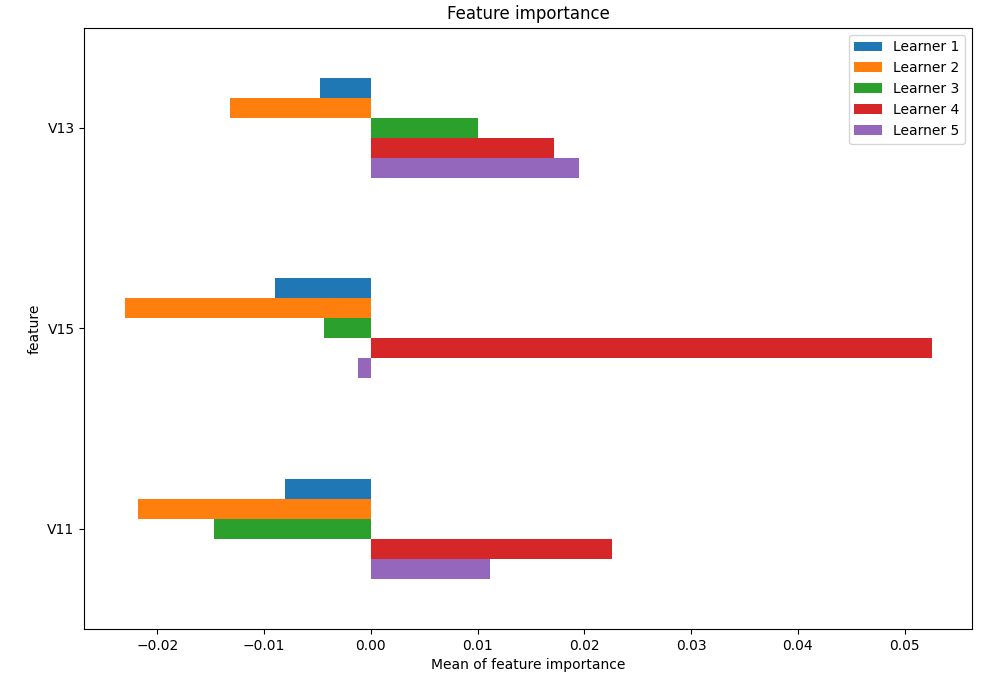 Feature importance
Learner 1
Learner 2
Learner 3
Learner 4
Learner 5
V13
V15
V11
feature
−0.02
−0.01
0.00
0.01
0.02
0.03
0.04
0.05
Mean of feature importance